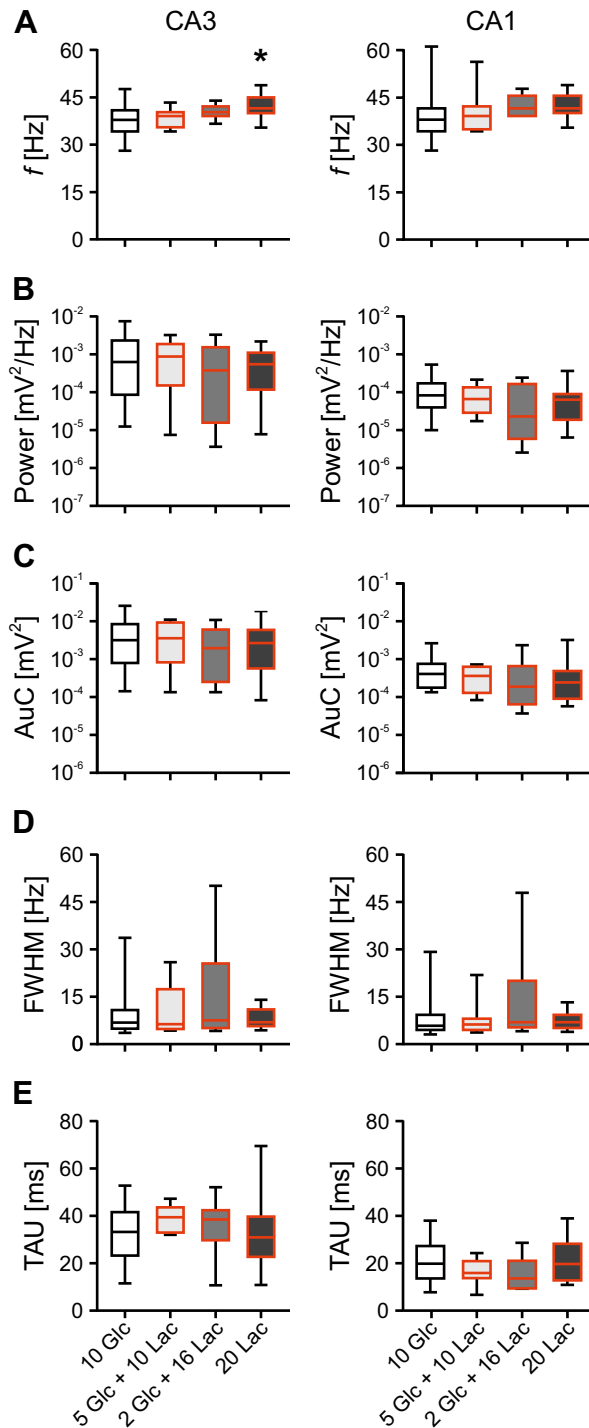 A
CA3
CA1
*
60
45
30
15
0
f [Hz]
60
45
30
15
0
f [Hz]
B
10⁻²
10⁻³
10⁻⁴
10⁻⁵
10⁻⁶
10⁻⁷
Power [mV²/Hz]
10⁻²
10⁻³
10⁻⁴
10⁻⁵
10⁻⁶
10⁻⁷
Power [mV²/Hz]
C
10⁻¹
10⁻²
10⁻³
10⁻⁴
10⁻⁵
10⁻⁶
AuC [mV²]
10⁻¹
10⁻²
10⁻³
10⁻⁴
10⁻⁵
10⁻⁶
AuC [mV²]
D
60
45
30
15
0
FWHM [Hz]
60
45
30
15
0
FWHM [Hz]
E
80
60
40
20
0
TAU [ms]
80
60
40
20
0
TAU [ms]
10 Glc
5 Glc + 10 Lac
2 Glc + 16 Lac
20 Lac
10 Glc
5 Glc + 10 Lac
2 Glc + 16 Lac
20 Lac